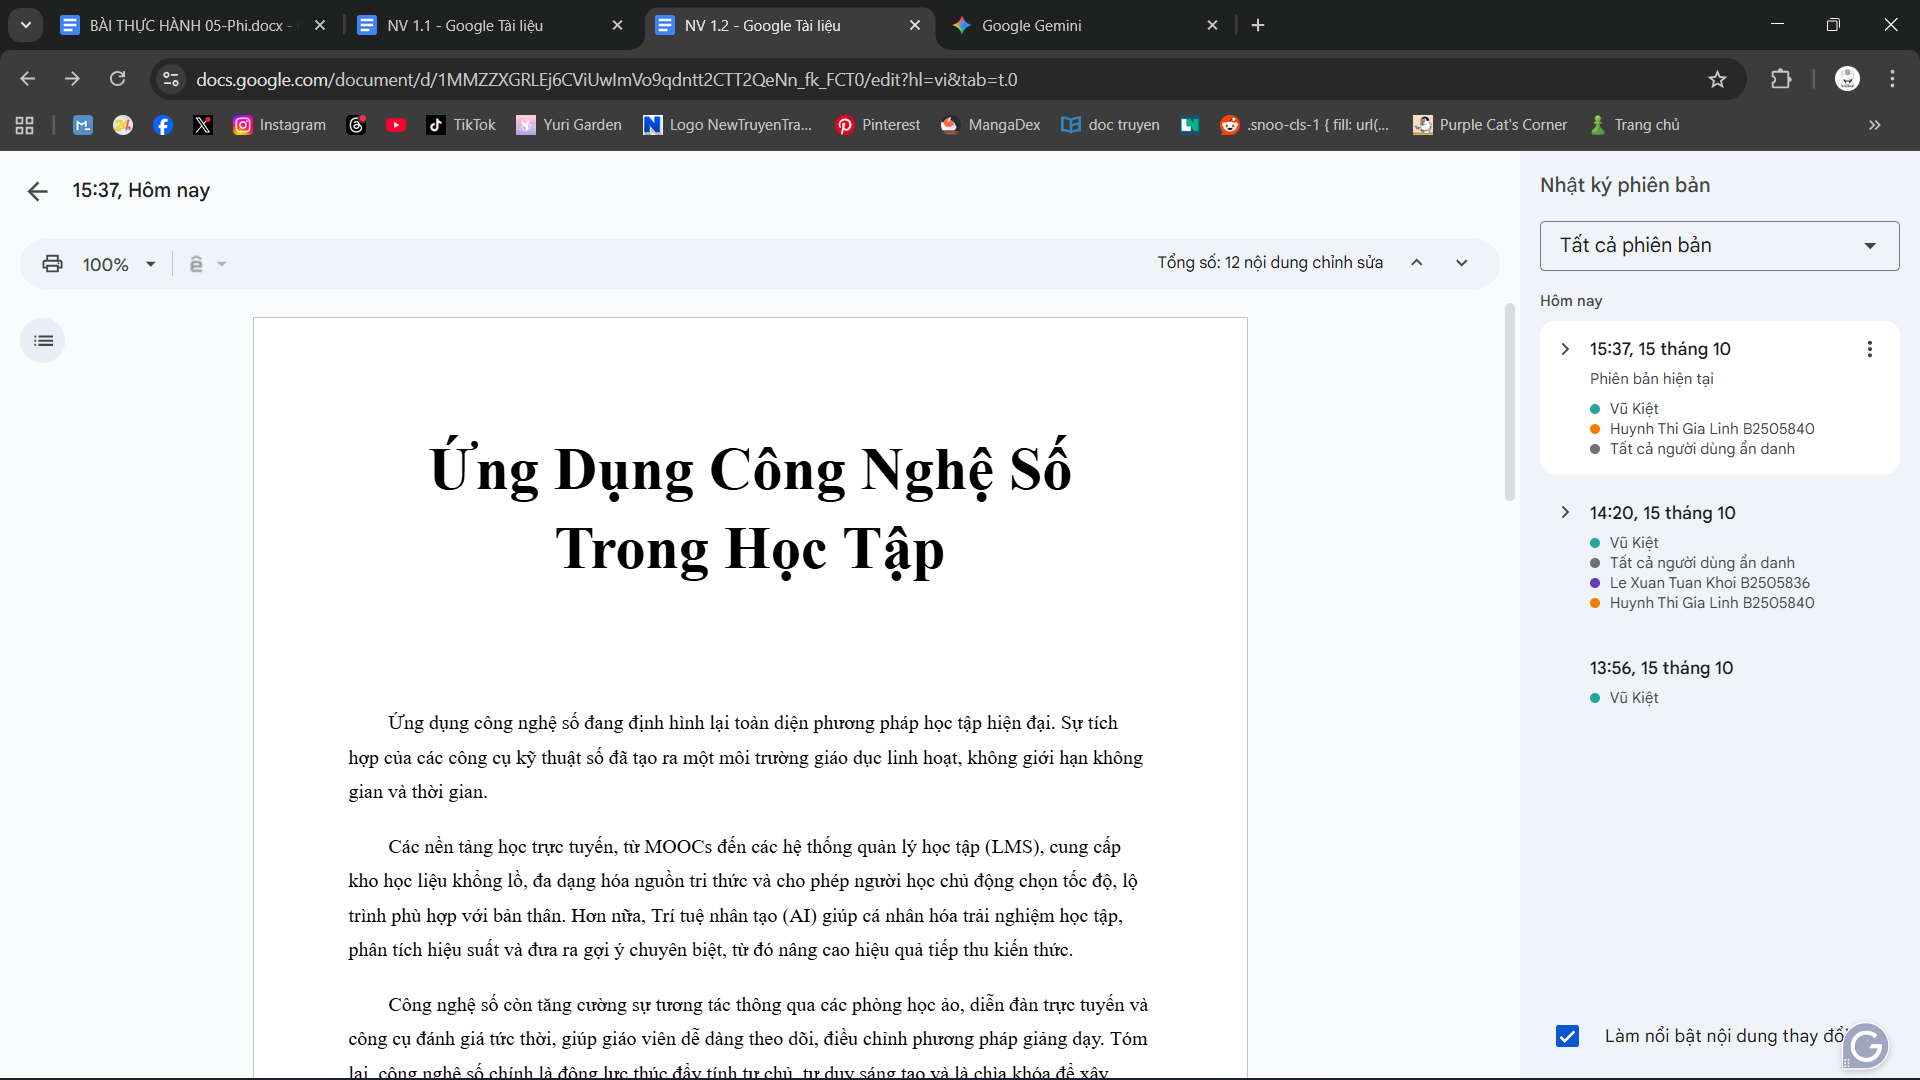 BÀI THỰC HÀNH 05-Phi.docx -
NV 1.1 - Google Tài liệu
NV 1.2 - Google Tài liệu
Google Gemini
docs.google.com/document/d/1MMZZXGRLEj6CViUwImVo9qdntt2CTT2QeNn_fk_FCT0/edit?hl=vi&tab=t.0
Instagram
TikTok
Yuri Garden
Logo NewTruyenTra...
Pinterest
MangaDex
doc truyen
.snoo-cls-1 { fill: url(...
Purple Cat's Corner
Trang chủ
15:37, Hôm nay
100%
Tổng số: 12 nội dung chỉnh sửa
Ứng Dụng Công Nghệ Số
Trong Học Tập
Ứng dụng công nghệ số đang định hình lại toàn diện phương pháp học tập hiện đại. Sự tích
hợp của các công cụ kỹ thuật số đã tạo ra một môi trường giáo dục linh hoạt, không giới hạn không
gian và thời gian.
Các nền tảng học trực tuyến, từ MOOCs đến các hệ thống quản lý học tập (LMS), cung cấp
kho học liệu khổng lồ, đa dạng hóa nguồn tri thức và cho phép người học chủ động chọn tốc độ, lộ
trình phù hợp với bản thân. Hơn nữa, Trí tuệ nhân tạo (AI) giúp cá nhân hóa trải nghiệm học tập,
phân tích hiệu suất và đưa ra gợi ý chuyên biệt, từ đó nâng cao hiệu quả tiếp thu kiến thức.
Công nghệ số còn tăng cường sự tương tác thông qua các phòng học ảo, diễn đàn trực tuyến và
công cụ đánh giá tức thời, giúp giáo viên dễ dàng theo dõi, điều chỉnh phương pháp giảng dạy. Tóm
lại, công nghệ số chính là động lực thúc đẩy tính tự chủ, tư duy sáng tạo và là chìa khóa để xây
Nhật ký phiên bản
Tất cả phiên bản
Hôm nay
15:37, 15 tháng 10
Phiên bản hiện tại
Vũ Kiệt
Huynh Thi Gia Linh B2505840
Tất cả người dùng ẩn danh
14:20, 15 tháng 10
Vũ Kiệt
Tất cả người dùng ẩn danh
Le Xuan Tuan Khoi B2505836
Huynh Thi Gia Linh B2505840
13:56, 15 tháng 10
Vũ Kiệt
Làm nổi bật nội dung thay đổi